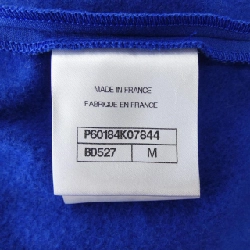 MADE IN FRANCE
FABRIQUE EN FRANCE
P60184K07644
BD527 M